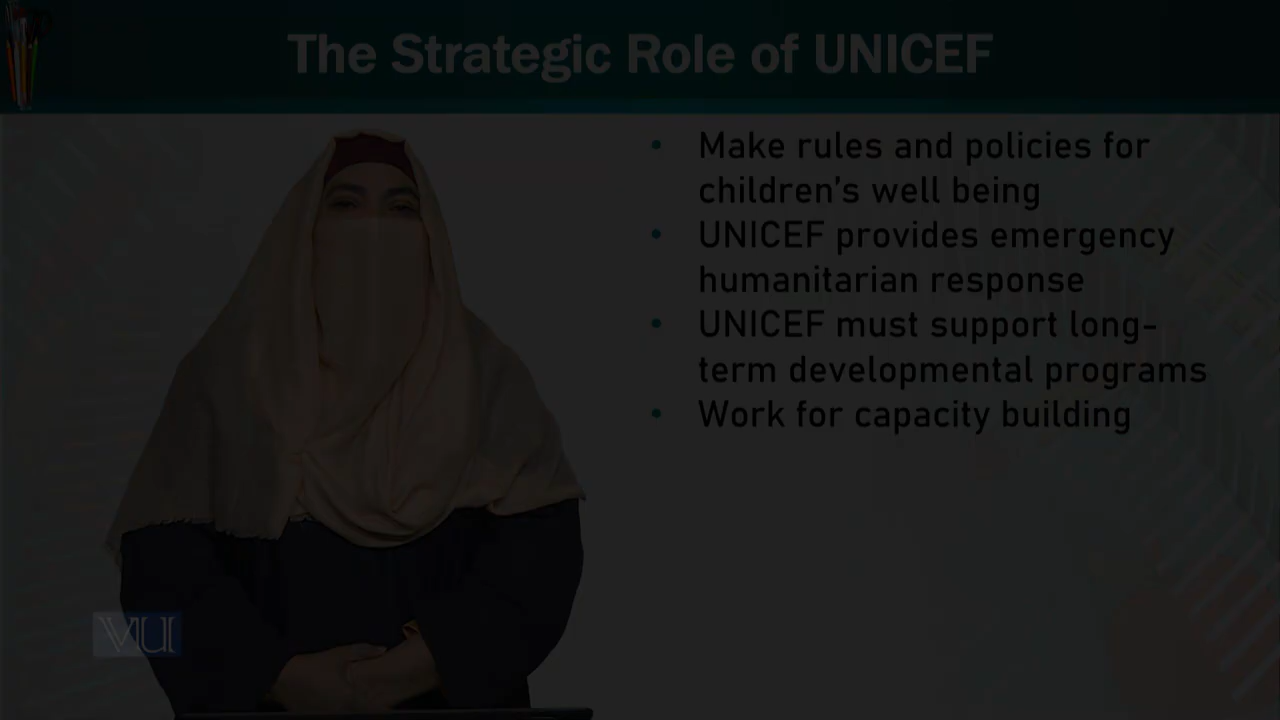 The Strategic Role of UNICEF
• Make rules and policies for
children's well being
• UNICEF provides emergency
humanitarian response
• UNICEF must support long-
term developmental programs
• Work for capacity building
VU